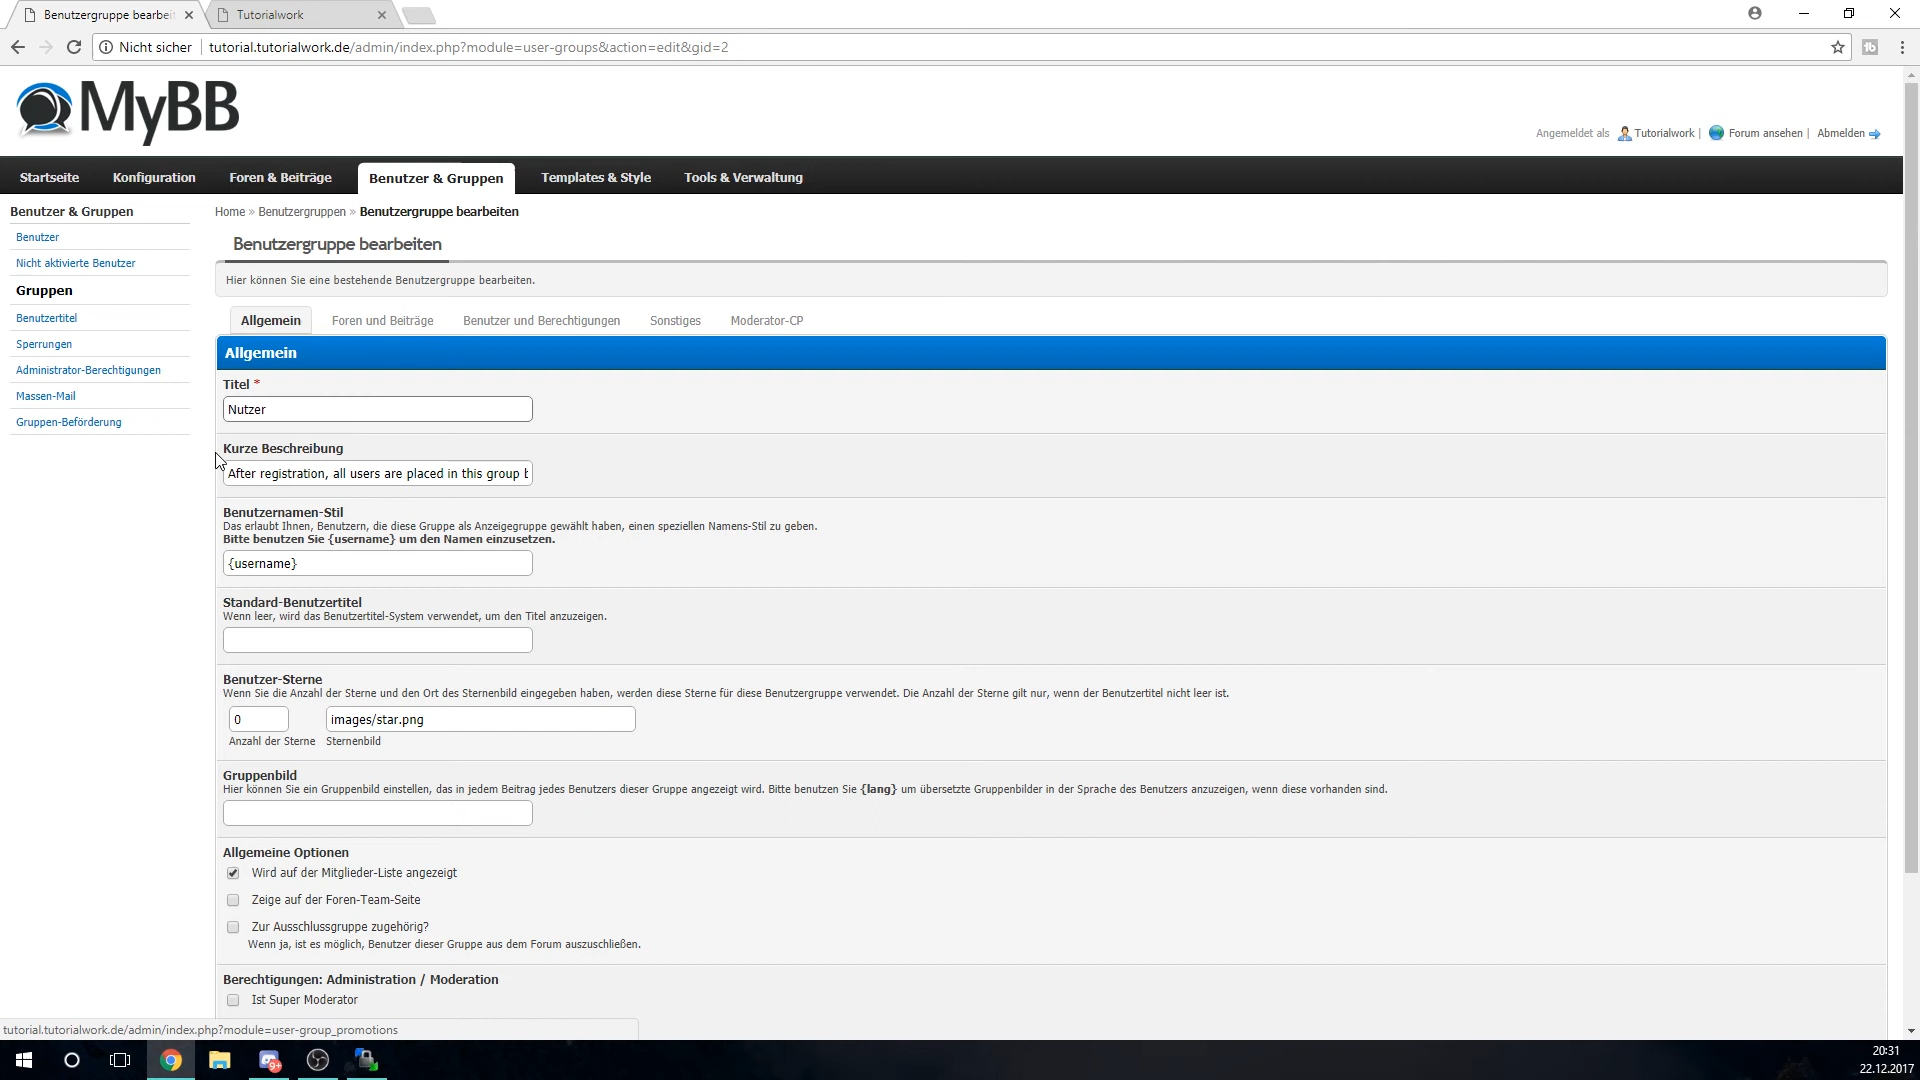 Benutzergruppe bearbei
Tutorialwork
Nicht sicher
tutorial.tutorialwork.de/admin/index.php?module=user-groups&action=edit&gid=2
MyBB
Angemeldet als Tutorialwork | Forum ansehen | Abmelden
Startseite
Konfiguration
Foren & Beiträge
Benutzer & Gruppen
Templates & Style
Tools & Verwaltung
Benutzer & Gruppen
Benutzer
Nicht aktivierte Benutzer
Gruppen
Benutzertitel
Sperrungen
Administrator-Berechtigungen
Massen-Mail
Gruppen-Beförderung
Home » Benutzergruppen » Benutzergruppe bearbeiten
Benutzergruppe bearbeiten
Hier können Sie eine bestehende Benutzergruppe bearbeiten.
Allgemein
Foren und Beiträge
Benutzer und Berechtigungen
Sonstiges
Moderator-CP
Allgemein
Titel *
Nutzer
Kurze Beschreibung
After registration, all users are placed in this group b
Benutzernamen-Stil
Das erlaubt Ihnen, Benutzern, die diese Gruppe als Anzeigegruppe gewählt haben, einen speziellen Namens-Stil zu geben.
Bitte benutzen Sie {username} um den Namen einzusetzen.
{username}
Standard-Benutzertitel
Wenn leer, wird das Benutzertitel-System verwendet, um den Titel anzuzeigen.
Benutzer-Sterne
Wenn Sie die Anzahl der Sterne und den Ort des Sternenbild eingegeben haben, werden diese Sterne für diese Benutzergruppe verwendet. Die Anzahl der Sterne gilt nur, wenn der Benutzertitel nicht leer ist.
0
images/star.png
Anzahl der Sterne
Sternenbild
Gruppenbild
Hier können Sie ein Gruppenbild einstellen, das in jedem Beitrag jedes Benutzers dieser Gruppe angezeigt wird. Bitte benutzen Sie {lang} um übersetzte Gruppenbilder in der Sprache des Benutzers anzuzeigen, wenn diese vorhanden sind.
Allgemeine Optionen
Wird auf der Mitglieder-Liste angezeigt
Zeige auf der Foren-Team-Seite
Zur Ausschlussgruppe zugehörig?
Wenn ja, ist es möglich, Benutzer dieser Gruppe aus dem Forum auszuschließen.
Berechtigungen: Administration / Moderation
Ist Super Moderator
tutorial.tutorialwork.de/admin/index.php?module=user-group_promotions
9+
20:31
22.12.2017